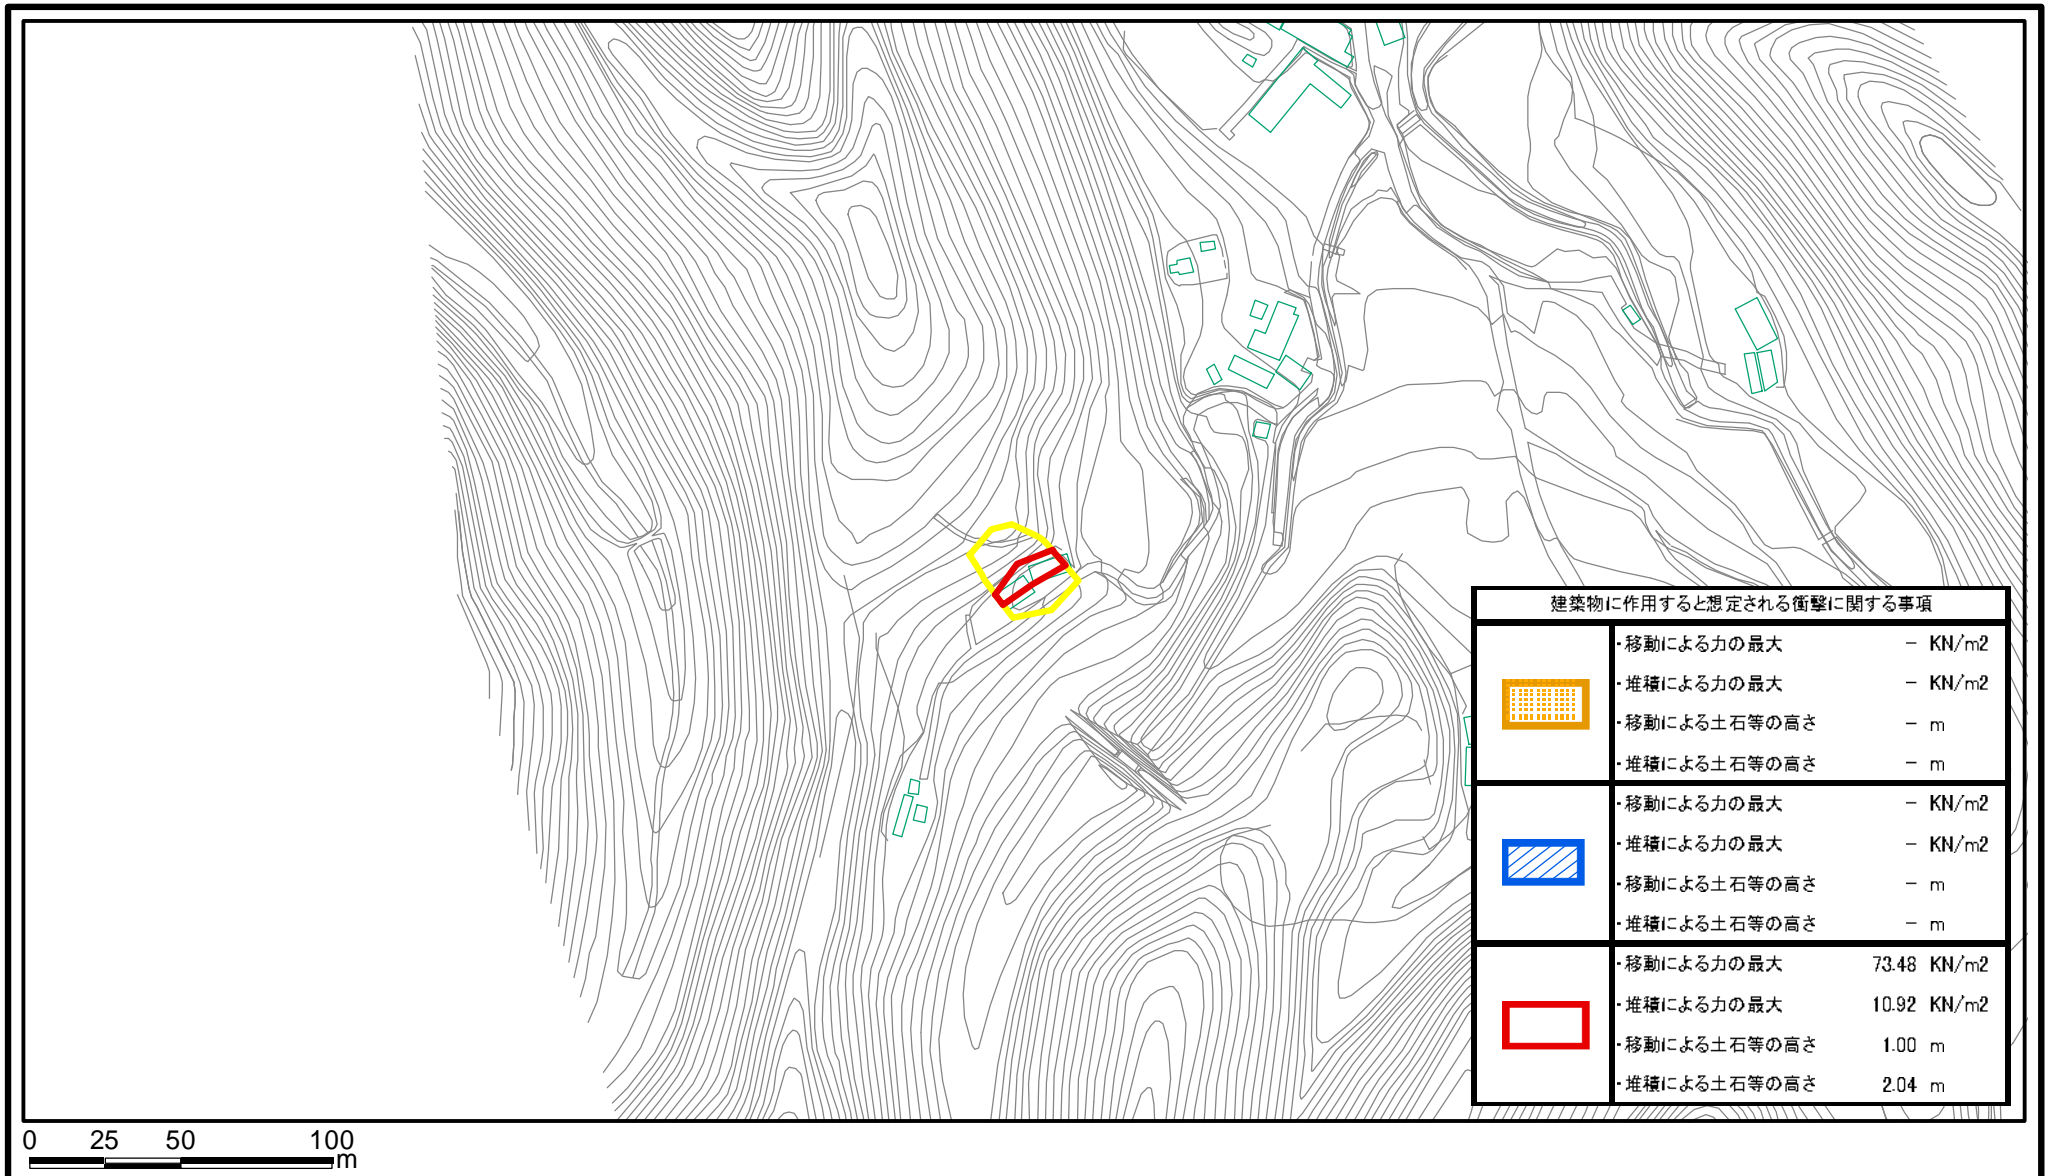 建築物に作用すると想定される衝撃に関する事項
・移動による力の最大 － KN/m2
・堆積による力の最大 － KN/m2
・移動による土石等の高さ － m
・堆積による土石等の高さ － m
・移動による力の最大 － KN/m2
・堆積による力の最大 － KN/m2
・移動による土石等の高さ － m
・堆積による土石等の高さ － m
・移動による力の最大 73.48 KN/m2
・堆積による力の最大 10.92 KN/m2
・移動による土石等の高さ 1.00 m
・堆積による土石等の高さ 2.04 m
0 25 50 100
m